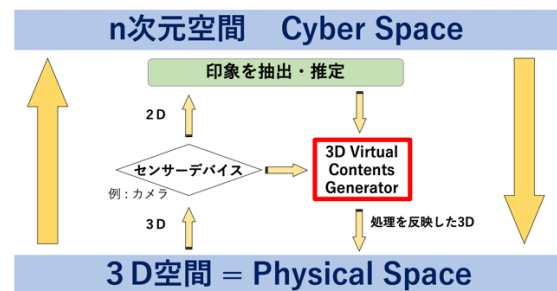 n次元空間 Cyber Space
印象を抽出・推定
2D
センサーデバイス
例：カメラ
3D Virtual
Contents
Generator
3D
処理を反映した3D
３D空間 = Physical Space